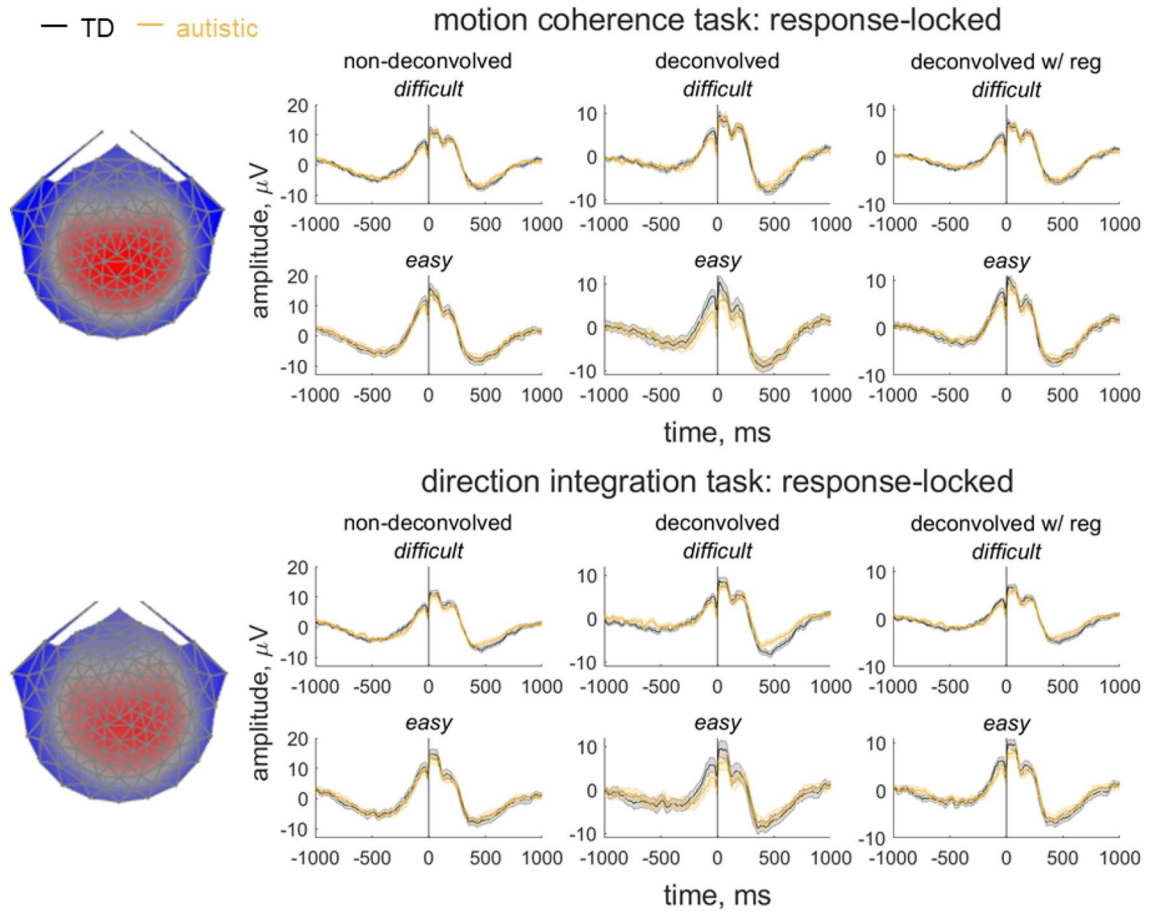 TD autistic
motion coherence task: response-locked
non-deconvolved deconvolved deconvolved w/ reg
difficult difficult difficult
20 10 10
10
0 0 0
-10 -10 -10
-1000 -500 0 500 1000 -1000 -500 0 500 1000 -1000 -500 0 500 1000
amplitude, μV
easy easy easy
20 10 10
10
0 0 0
-10 -10 -10
-1000 -500 0 500 1000 -1000 -500 0 500 1000 -1000 -500 0 500 1000
time, ms
direction integration task: response-locked
non-deconvolved deconvolved deconvolved w/ reg
difficult difficult difficult
20 10 10
10
0 0 0
-10 -10 -10
-1000 -500 0 500 1000 -1000 -500 0 500 1000 -1000 -500 0 500 1000
amplitude, μV
easy easy easy
20 10 10
10
0 0 0
-10 -10 -10
-1000 -500 0 500 1000 -1000 -500 0 500 1000 -1000 -500 0 500 1000
time, ms